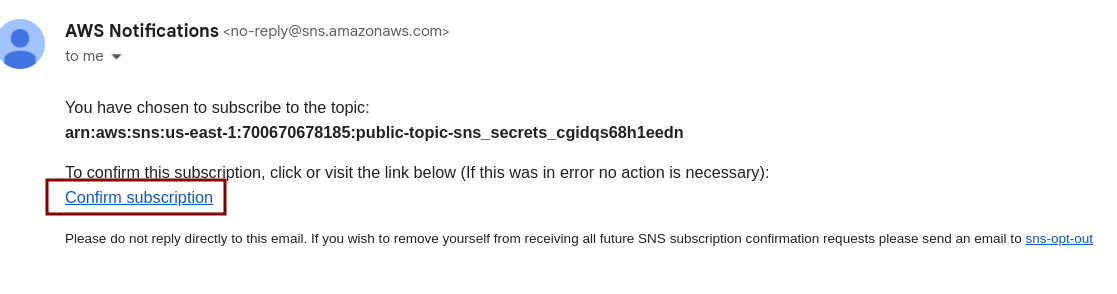 AWS Notifications <no-reply@sns.amazonaws.com>
to me
You have chosen to subscribe to the topic:
arn:aws:sns:us-east-1:700670678185:public-topic-sns_secrets_cgidqs68h1eedn
To confirm this subscription, click or visit the link below (If this was in error no action is necessary):
Confirm subscription
Please do not reply directly to this email. If you wish to remove yourself from receiving all future SNS subscription confirmation requests please send an email to sns-opt-out